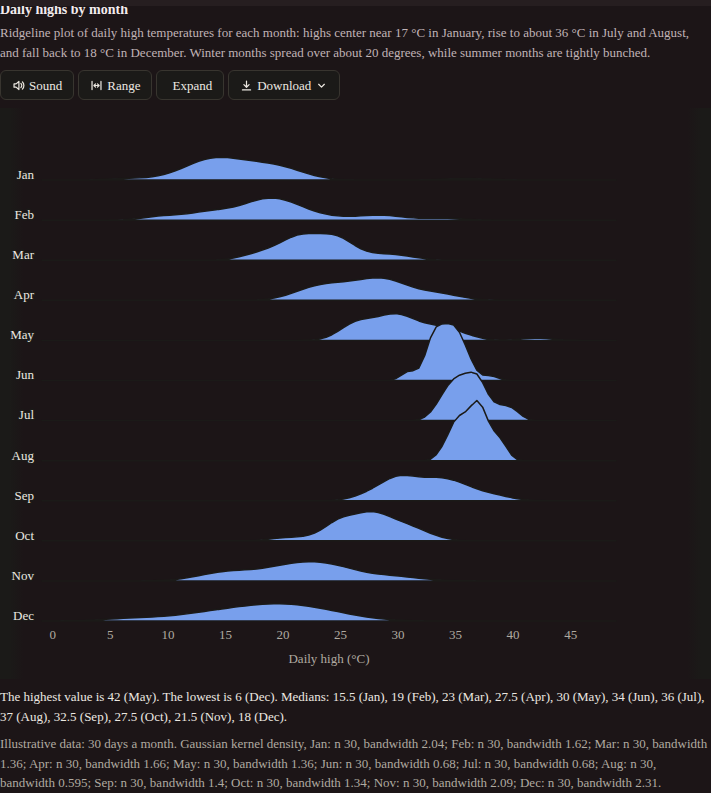 Daily highs by month
Ridgeline plot of daily high temperatures for each month: highs center near 17 °C in January, rise to about 36 °C in July and August,
and fall back to 18 °C in December. Winter months spread over about 20 degrees, while summer months are tightly bunched.
Sound Range Expand Download
Jan
Feb
Mar
Apr
May
Jun
Jul
Aug
Sep
Oct
Nov
Dec
0 5 10 15 20 25 30 35 40 45
Daily high (°C)
The highest value is 42 (May). The lowest is 6 (Dec). Medians: 15.5 (Jan), 19 (Feb), 23 (Mar), 27.5 (Apr), 30 (May), 34 (Jun), 36 (Jul),
37 (Aug), 32.5 (Sep), 27.5 (Oct), 21.5 (Nov), 18 (Dec).
Illustrative data: 30 days a month. Gaussian kernel density, Jan: n 30, bandwidth 2.04; Feb: n 30, bandwidth 1.62; Mar: n 30, bandwidth
1.36; Apr: n 30, bandwidth 1.66; May: n 30, bandwidth 1.36; Jun: n 30, bandwidth 0.68; Jul: n 30, bandwidth 0.68; Aug: n 30,
bandwidth 0.595; Sep: n 30, bandwidth 1.4; Oct: n 30, bandwidth 1.34; Nov: n 30, bandwidth 2.09; Dec: n 30, bandwidth 2.31.